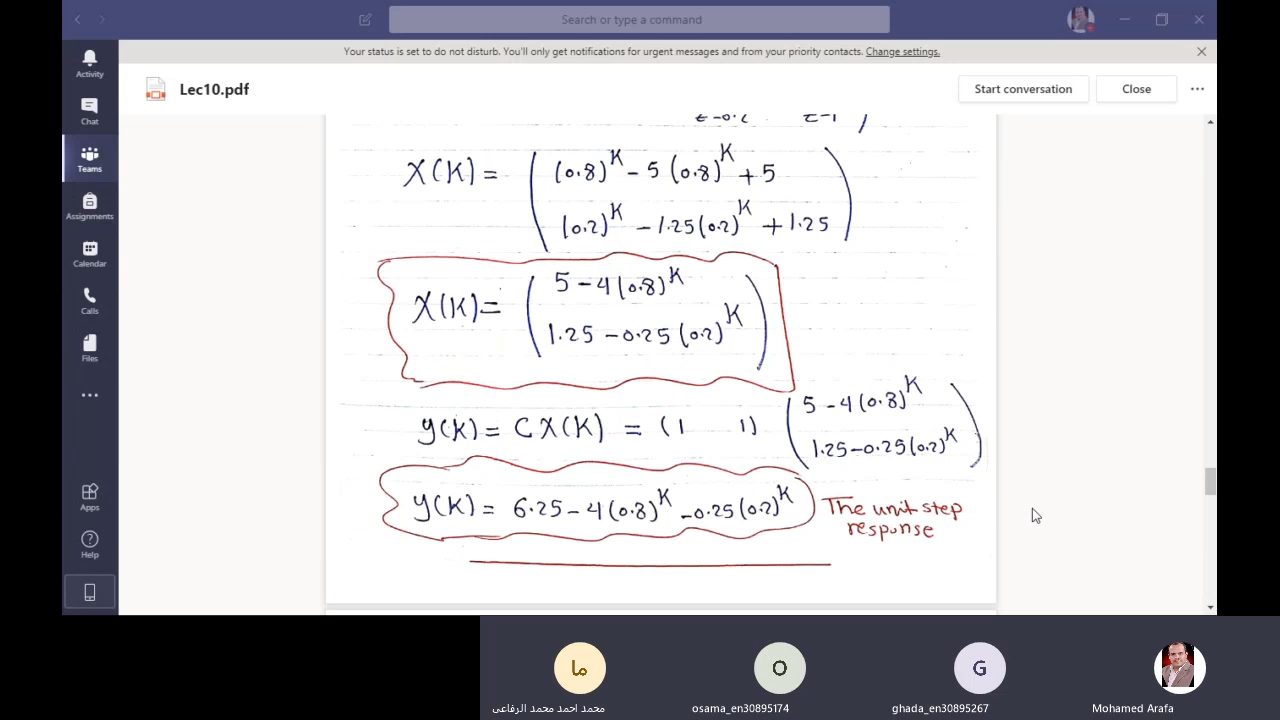 Search or type a command
Your status is set to do not disturb. You'll only get notifications for urgent messages and from your priority contacts. Change settings.
Activity
Chat
Teams
Assignments
Calendar
Calls
Files
Apps
Help
Lec10.pdf
Start conversation
Close
z-0.2 z-1 )
X(K) = ( (0.8)^K - 5 (0.8)^K + 5
(0.2)^K - 1.25 (0.2)^K + 1.25 )
X(K) = ( 5 - 4 (0.8)^K
1.25 - 0.25 (0.2)^K )
y(K) = C X(K) = (1 1) ( 5 - 4 (0.8)^K
1.25 - 0.25 (0.2)^K )
y(K) = 6.25 - 4 (0.8)^K - 0.25 (0.2)^K The unit step
response
ما
O
G
محمد احمد محمد الرفاعى
osama_en30895174
ghada_en30895267
Mohamed Arafa